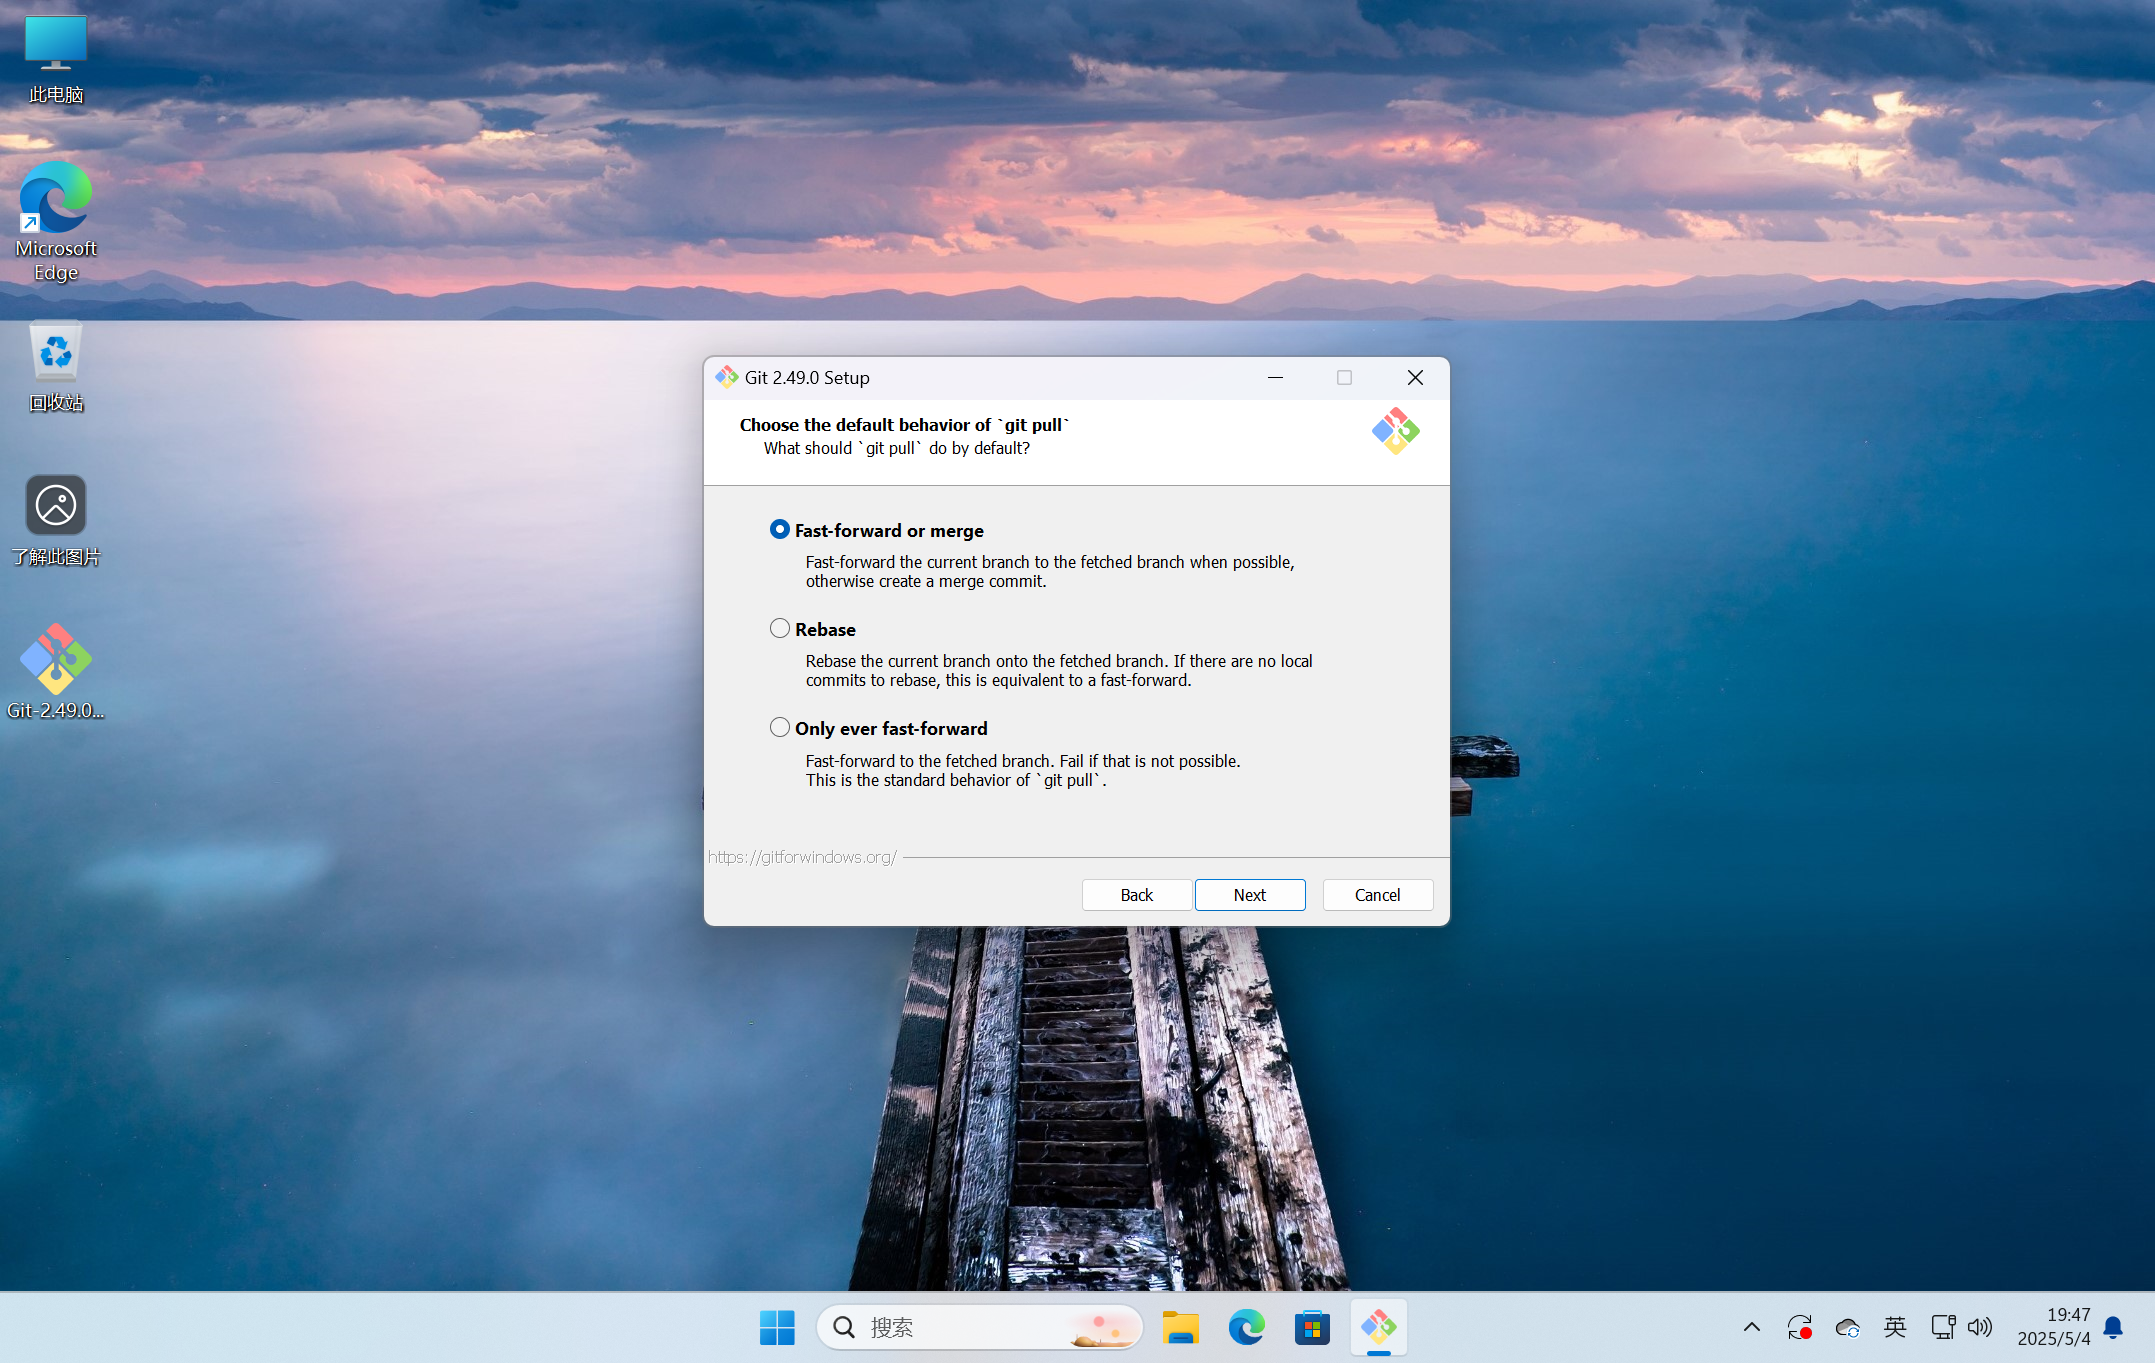 此电脑
Microsoft
Edge
回收站
了解此图片
Git-2.49.0...
Git 2.49.0 Setup
Choose the default behavior of `git pull`
What should `git pull` do by default?
Fast-forward or merge
Fast-forward the current branch to the fetched branch when possible,
otherwise create a merge commit.
Rebase
Rebase the current branch onto the fetched branch. If there are no local
commits to rebase, this is equivalent to a fast-forward.
Only ever fast-forward
Fast-forward to the fetched branch. Fail if that is not possible.
This is the standard behavior of `git pull`.
https://gitforwindows.org/
Back
Next
Cancel
搜索
英
19:47
2025/5/4